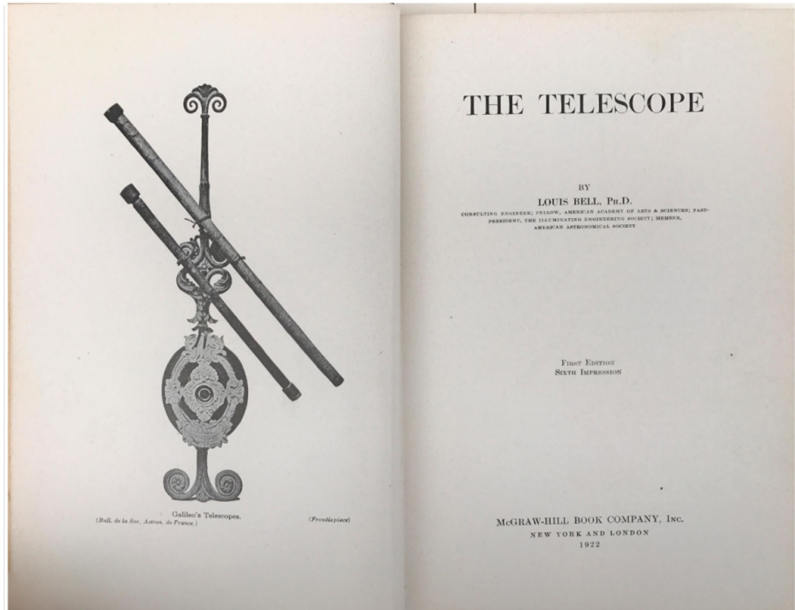 Galileo's Telescopes.
(Bull. de la Soc. Astron. de France.) (Frontispiece)
THE TELESCOPE
BY
LOUIS BELL, PH.D.
CONSULTING ENGINEER; FELLOW, AMERICAN ACADEMY OF ARTS & SCIENCES; PAST-
PRESIDENT, THE ILLUMINATING ENGINEERING SOCIETY; MEMBER,
AMERICAN ASTRONOMICAL SOCIETY
FIRST EDITION
SIXTH IMPRESSION
McGRAW-HILL BOOK COMPANY, INC.
NEW YORK AND LONDON
1922